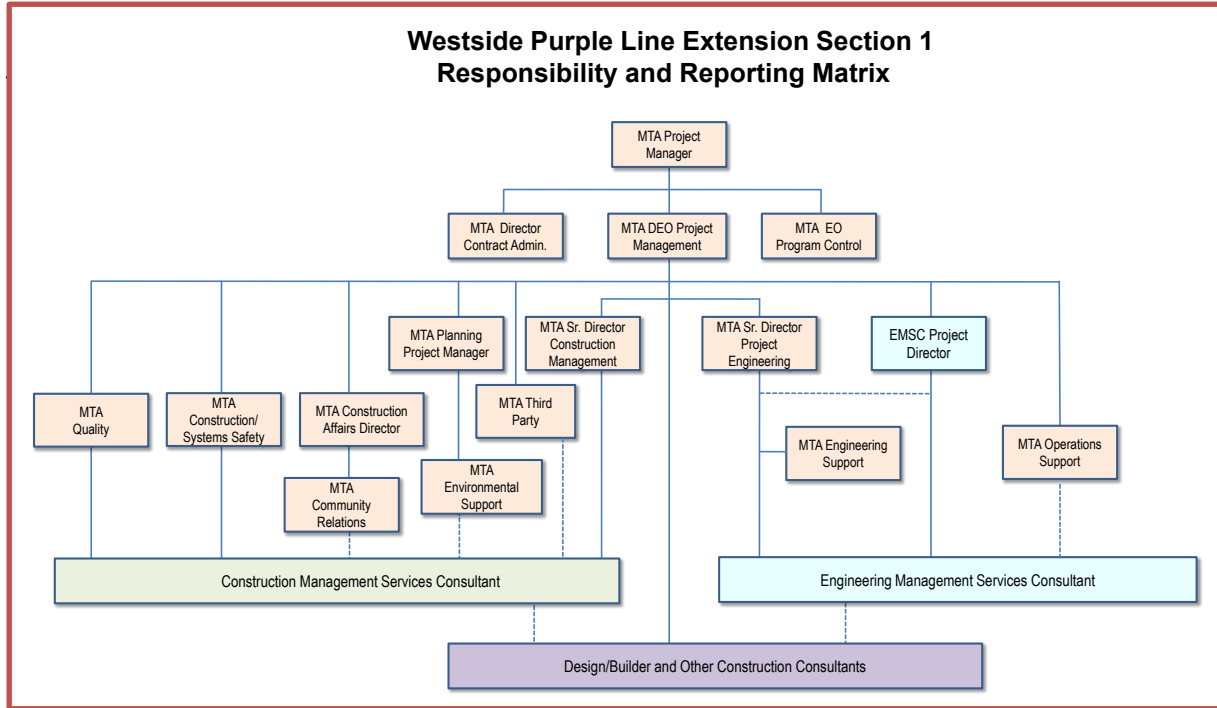 Westside Purple Line Extension Section 1
Responsibility and Reporting Matrix
MTA Project
Manager
MTA Director
Contract Admin.
MTA DEO Project
Management
MTA EO
Program Control
MTA Planning
Project Manager
MTA Sr. Director
Construction
Management
MTA Sr. Director
Project
Engineering
EMSC Project
Director
MTA
Quality
MTA
Construction/
Systems Safety
MTA Construction
Affairs Director
MTA Third
Party
MTA Engineering
Support
MTA Operations
Support
MTA
Community
Relations
MTA
Environmental
Support
Construction Management Services Consultant
Engineering Management Services Consultant
Design/Builder and Other Construction Consultants